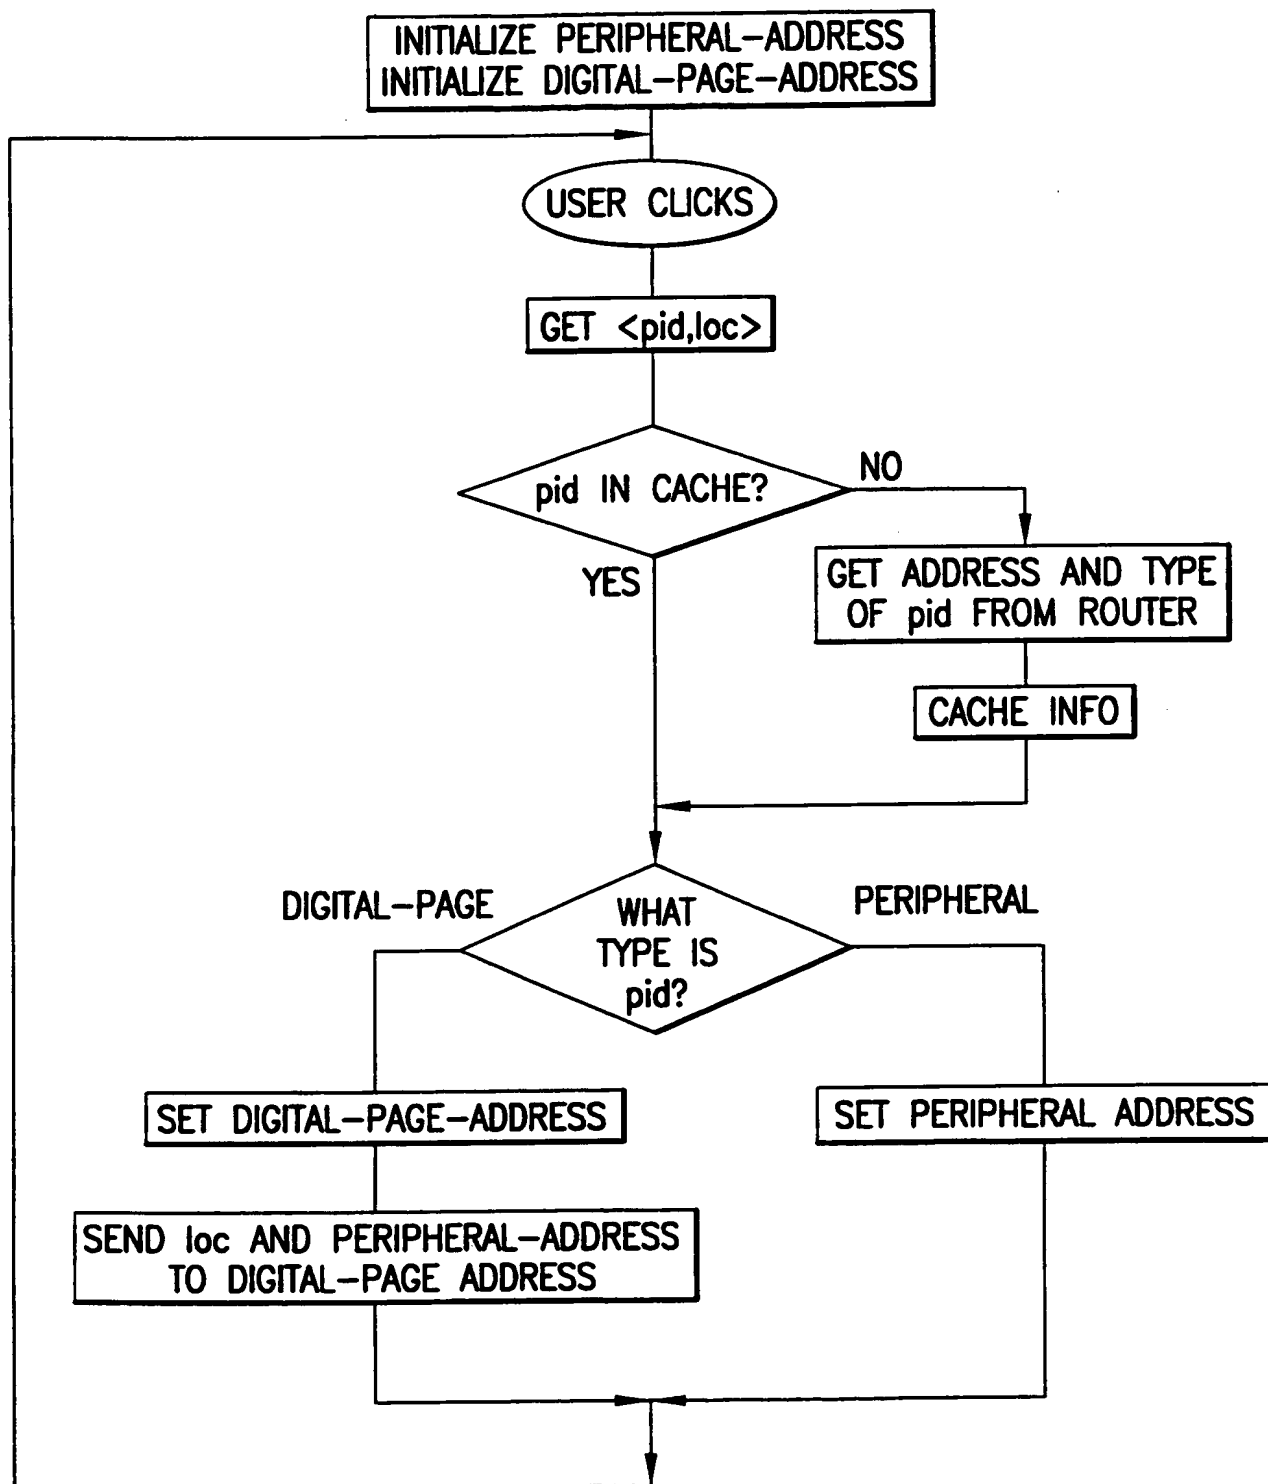 INITIALIZE PERIPHERAL-ADDRESS
INITIALIZE DIGITAL-PAGE-ADDRESS
USER CLICKS
GET <pid,loc>
pid IN CACHE?
NO
YES
GET ADDRESS AND TYPE
OF pid FROM ROUTER
CACHE INFO
DIGITAL-PAGE
WHAT
TYPE IS
pid?
PERIPHERAL
SET DIGITAL-PAGE-ADDRESS
SET PERIPHERAL ADDRESS
SEND loc AND PERIPHERAL-ADDRESS
TO DIGITAL-PAGE ADDRESS